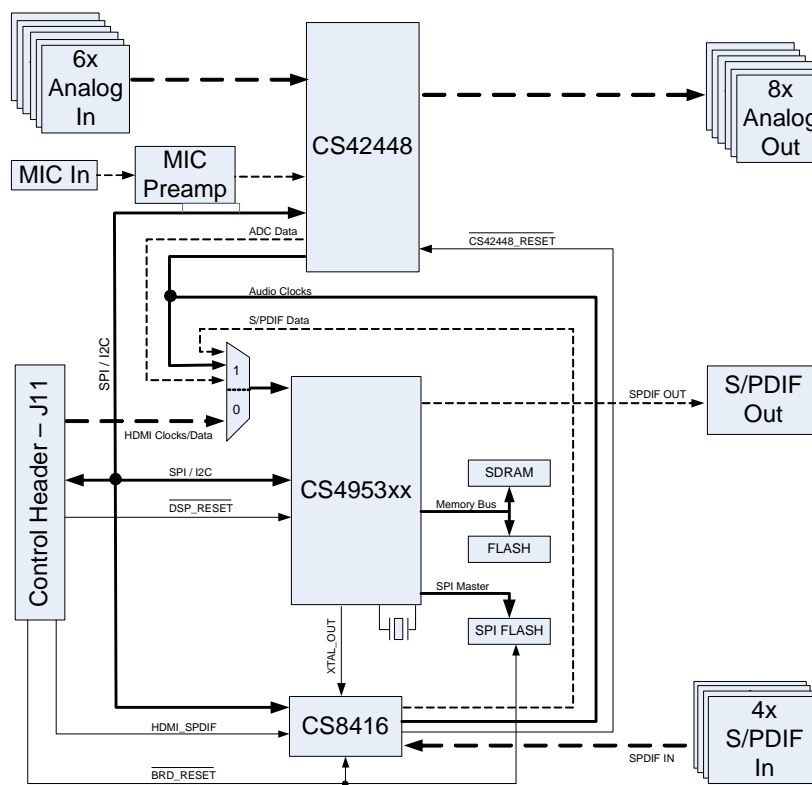 6x
Analog
In
CS42448
8x
Analog
Out
MIC In
MIC
Preamp
ADC Data
CS42448_RESET
Audio Clocks
S/PDIF Data
SPI / I2C
1
0
Control Header – J11
HDMI Clocks/Data
CS4953xx
SPDIF OUT
S/PDIF
Out
SPI / I2C
DSP_RESET
SDRAM
Memory Bus
FLASH
SPI Master
SPI FLASH
XTAL_OUT
CS8416
HDMI_SPDIF
4x
S/PDIF
In
SPDIF IN
BRD_RESET